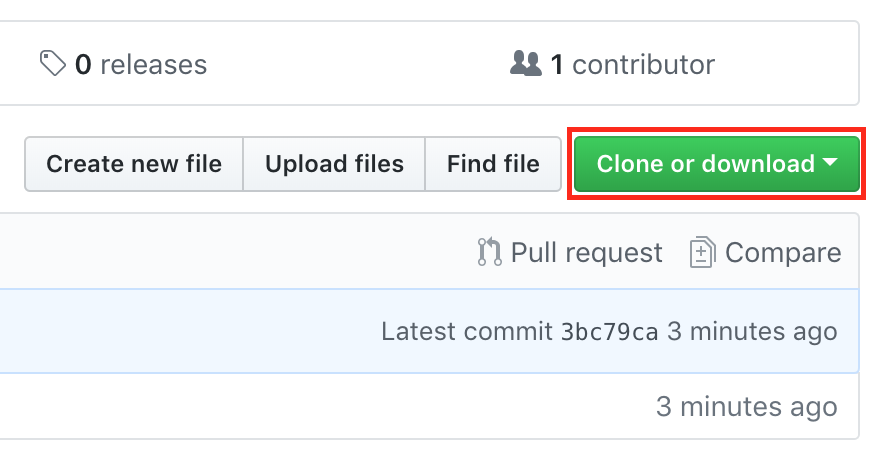 0 releases 1 contributor
Create new file Upload files Find file Clone or download
Pull request Compare
Latest commit 3bc79ca 3 minutes ago
3 minutes ago